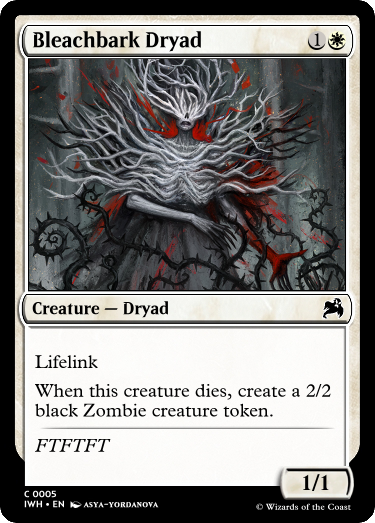 Bleachbark Dryad 1
Creature — Dryad
Lifelink
When this creature dies, create a 2/2
black Zombie creature token.
FTFTFT
1/1
C 0005
IWH • EN ASYA-YORDANOVA
© Wizards of the Coast